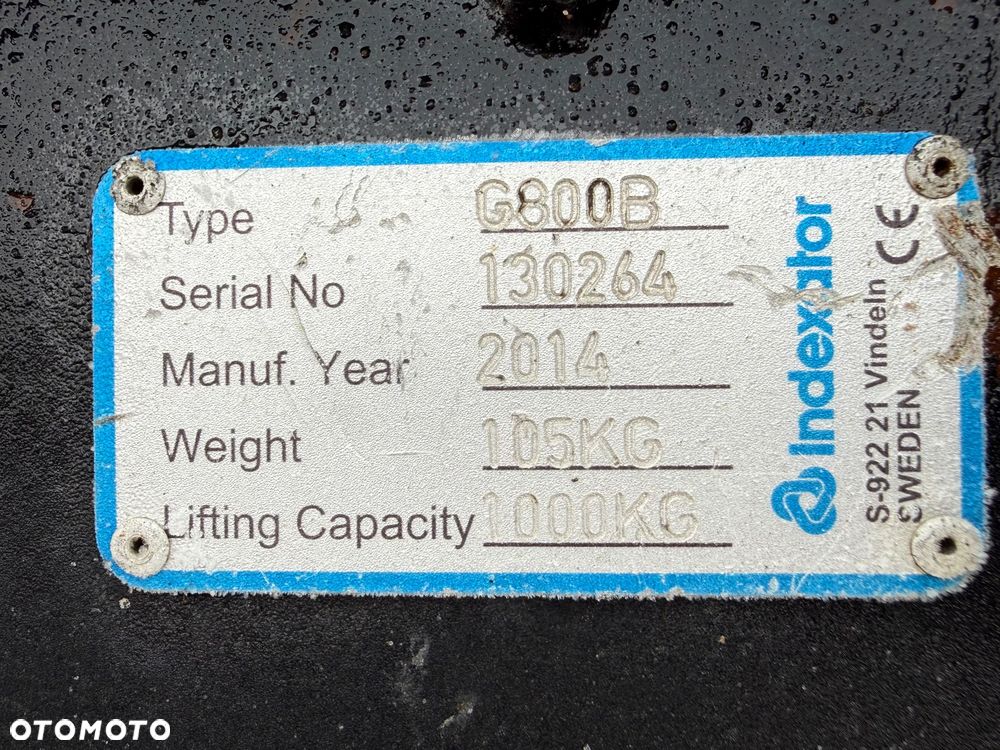 Type G800B
Serial No 130264
Manuf. Year 2014
Weight 105KG
Lifting Capacity 1000KG
Indexator
S-922 21 Vindeln
SWEDEN
CE
OTOMOTO